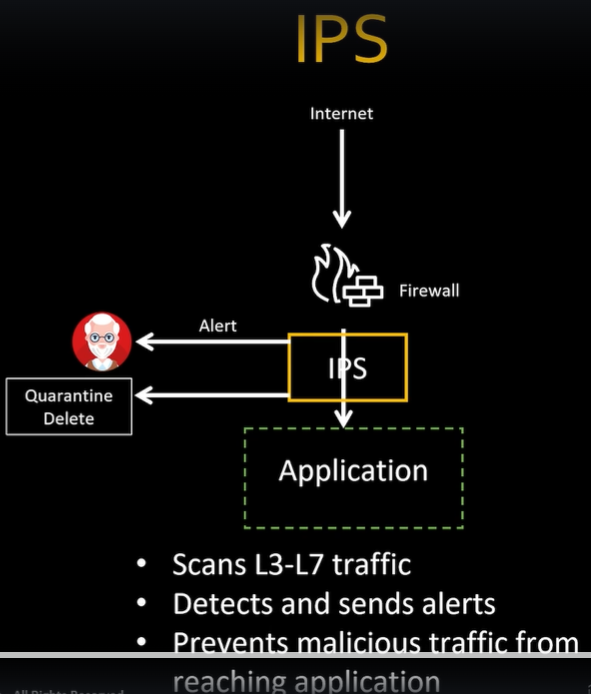 IPS
Internet
Firewall
Alert
IPS
Quarantine
Delete
Application
• Scans L3-L7 traffic
• Detects and sends alerts
• Prevents malicious traffic from
reaching application
All Rights Reserved